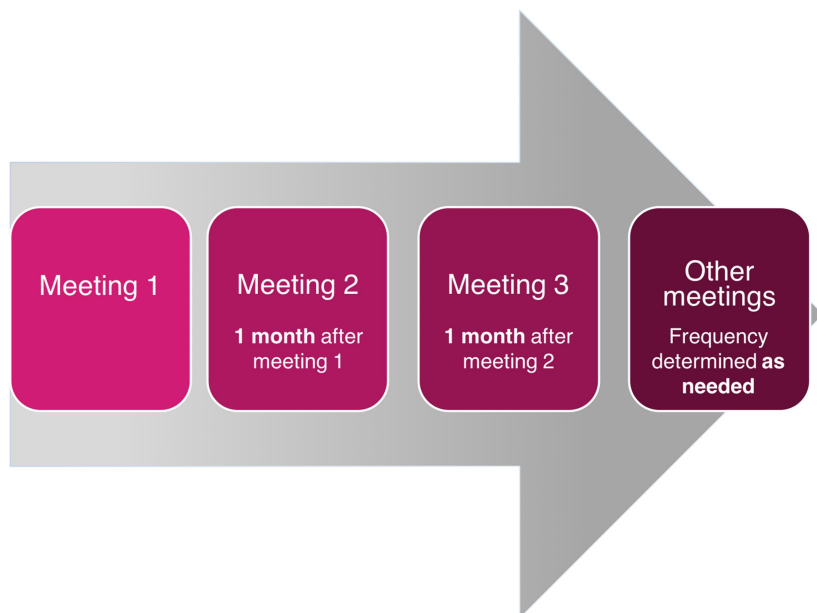 Meeting 1
Meeting 2
1 month after
meeting 1
Meeting 3
1 month after
meeting 2
Other
meetings
Frequency
determined as
needed